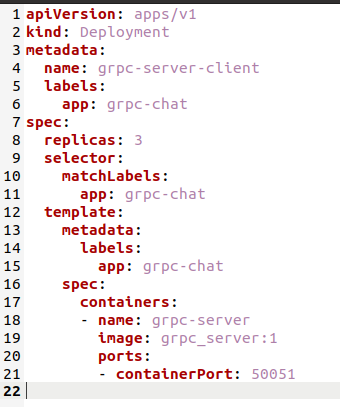 1 apiVersion: apps/v1
2 kind: Deployment
3 metadata:
4   name: grpc-server-client
5   labels:
6     app: grpc-chat
7 spec:
8   replicas: 3
9   selector:
10     matchLabels:
11       app: grpc-chat
12   template:
13     metadata:
14       labels:
15         app: grpc-chat
16     spec:
17       containers:
18       - name: grpc-server
19         image: grpc_server:1
20         ports:
21         - containerPort: 50051
22